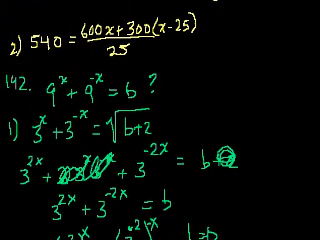 2) 540 = (600x + 300(x - 25)) / 25
142. 9^x + 9^-x = b ?
1) 3^x + 3^-x = √(b+2)
3^2x + + 3^-2x = b
3^2x + 3^-2x = b